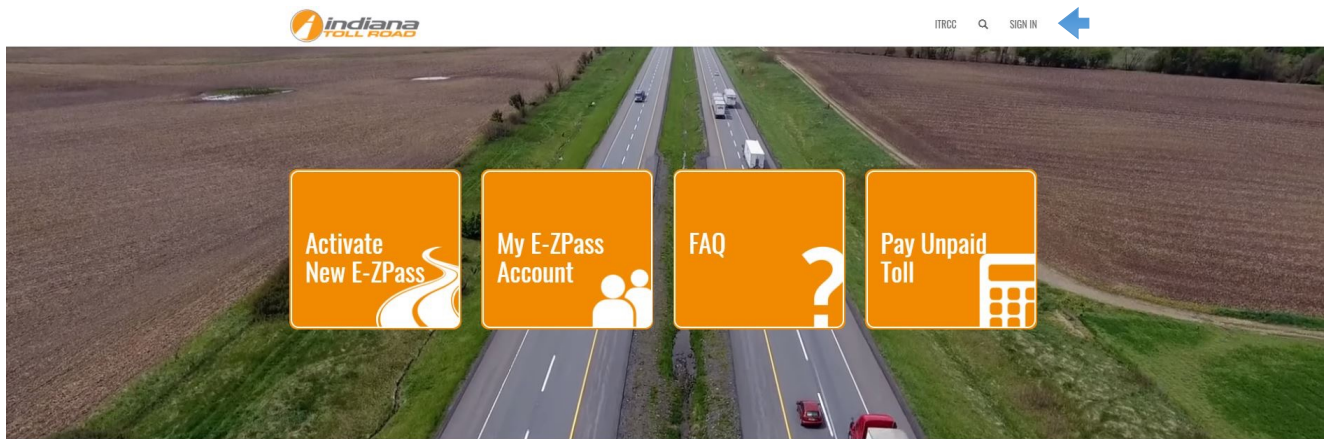 indiana
TOLL ROAD
ITRCC
SIGN IN
Activate
New E-ZPass
My E-ZPass
Account
FAQ
?
Pay Unpaid
Toll